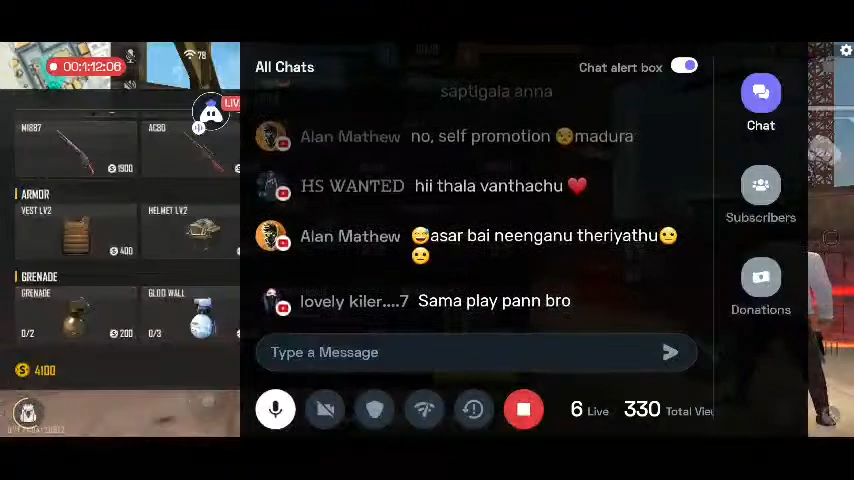 78
00:1:12:06
LIV
M1887
AC80
1900
ARMOR
VEST LV2
HELMET LV2
400
GRENADE
GRENADE
GLOO WALL
0/2
200
0/3
4100
All Chats
Chat alert box
saptigala anna
Alan Mathew no, self promotion 😒madura
HS WANTED hii thala vanthachu ❤️
Alan Mathew 😅asar bai neenganu theriyathu😐
😐
lovely kiler....7 Sama play pann bro
Type a Message
6 Live 330 Total Vie
Chat
Subscribers
Donations